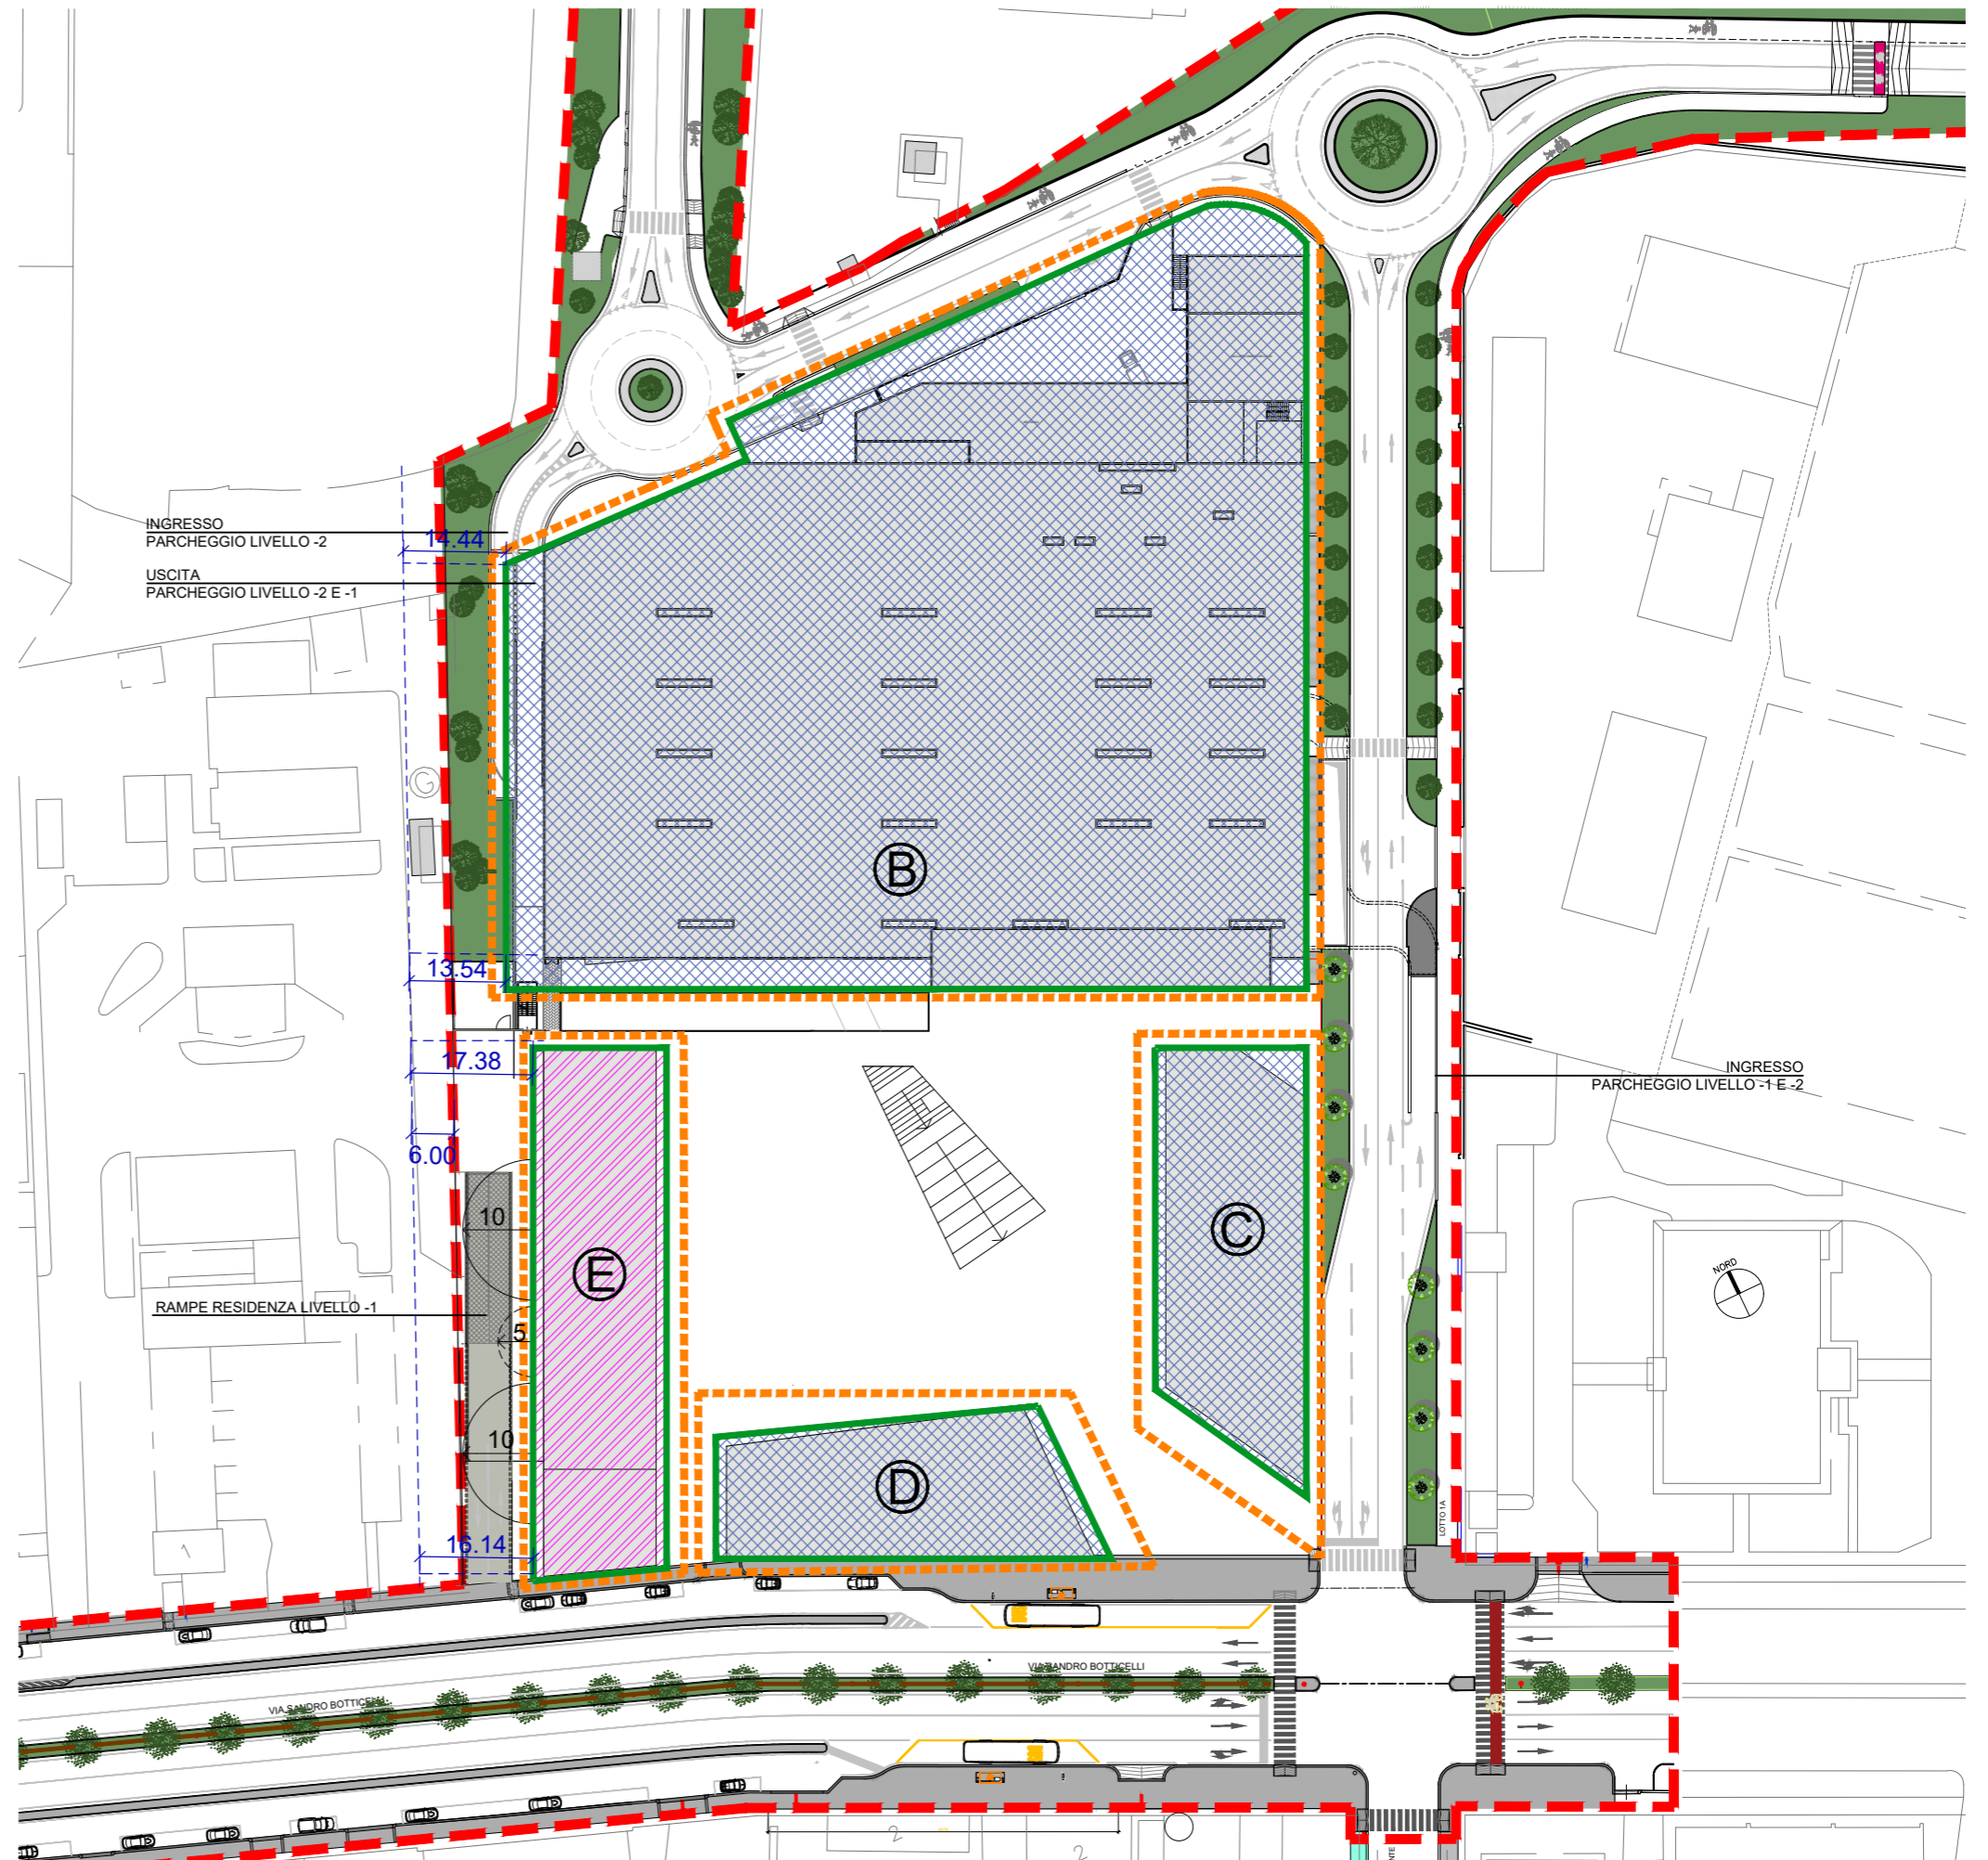 INGRESSO
PARCHEGGIO LIVELLO -2
14.44
USCITA
PARCHEGGIO LIVELLO -2 E -1
B
13.54
17.38
INGRESSO
PARCHEGGIO LIVELLO -1 E -2
6.00
10
C
E
NORD
RAMPE RESIDENZA LIVELLO -1
5
10
D
LOTTO 1A
16.14
VIA SANDRO BOTTICELLI
VIA SANDRO BOTTICELLI
2
2